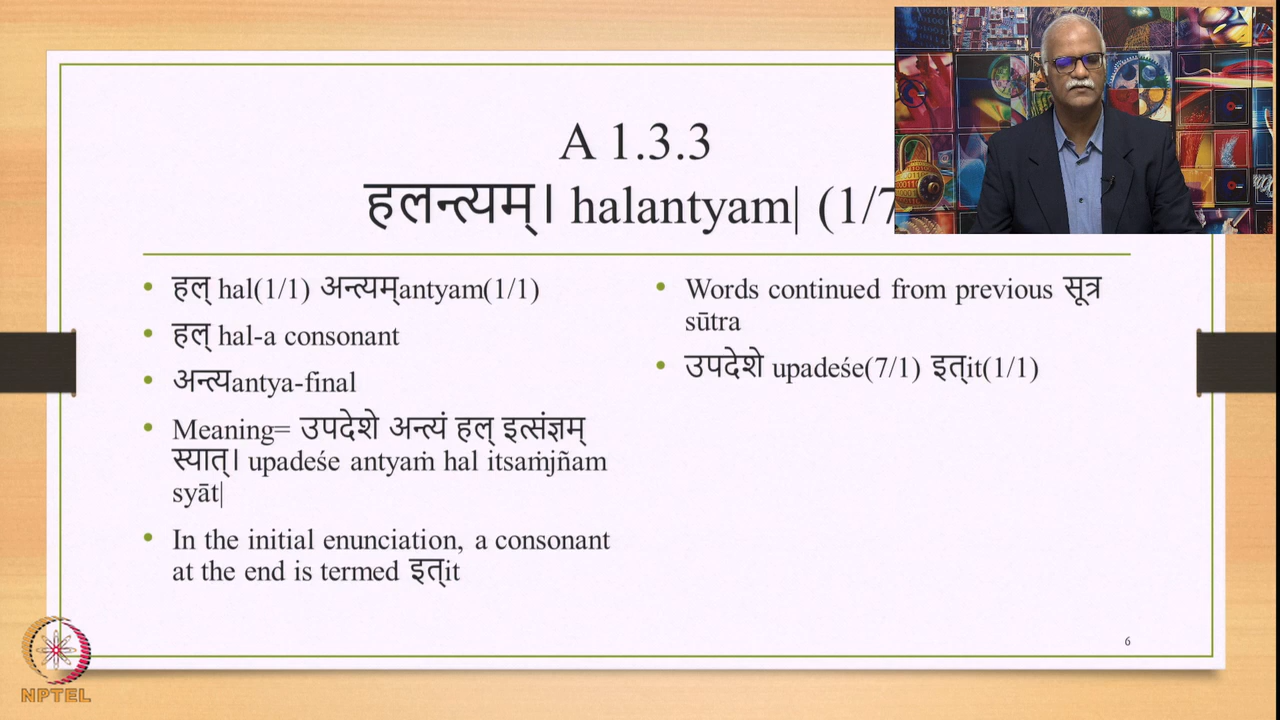 A 1.3.3
हलन्त्यम्। halantyam| (1/7
• हल् hal(1/1) अन्त्यम्antyam(1/1)
• हल् hal-a consonant
• अन्त्यantya-final
• Meaning= उपदेशे अन्त्यं हल् इत्संज्ञम्
स्यात्। upadeśe antyaṁ hal itsaṁjñam
syāt|
• In the initial enunciation, a consonant
at the end is termed इत्it
• Words continued from previous सूत्र
sūtra
• उपदेशे upadeśe(7/1) इत्it(1/1)
6
NPTEL